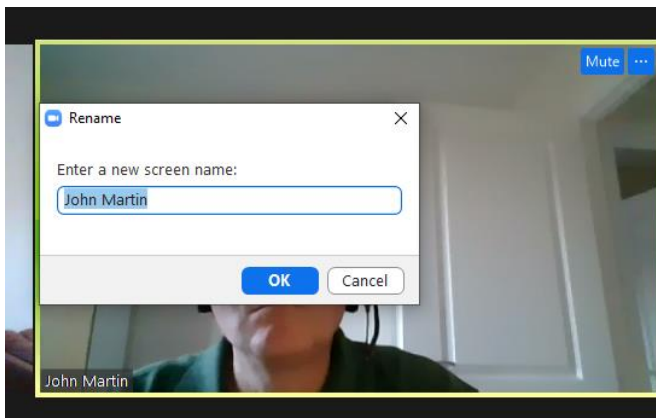 Mute ...
Rename
Enter a new screen name:
John Martin
OK Cancel
John Martin